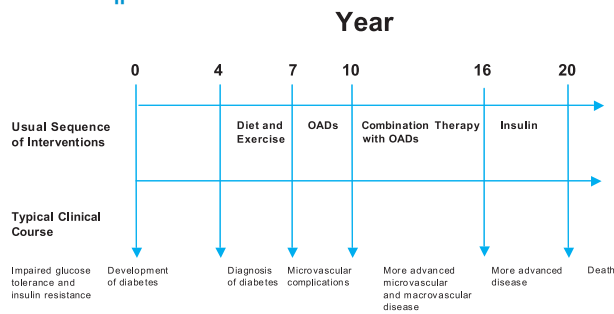 Year
0 4 7 10 16 20
Usual Sequence
of Interventions
Diet and
Exercise
OADs
Combination Therapy
with OADs
Insulin
Typical Clinical
Course
Impaired glucose
tolerance and
insulin resistance
Development
of diabetes
Diagnosis
of diabetes
Microvascular
complications
More advanced
microvascular
and macrovascular
disease
More advanced
disease
Death